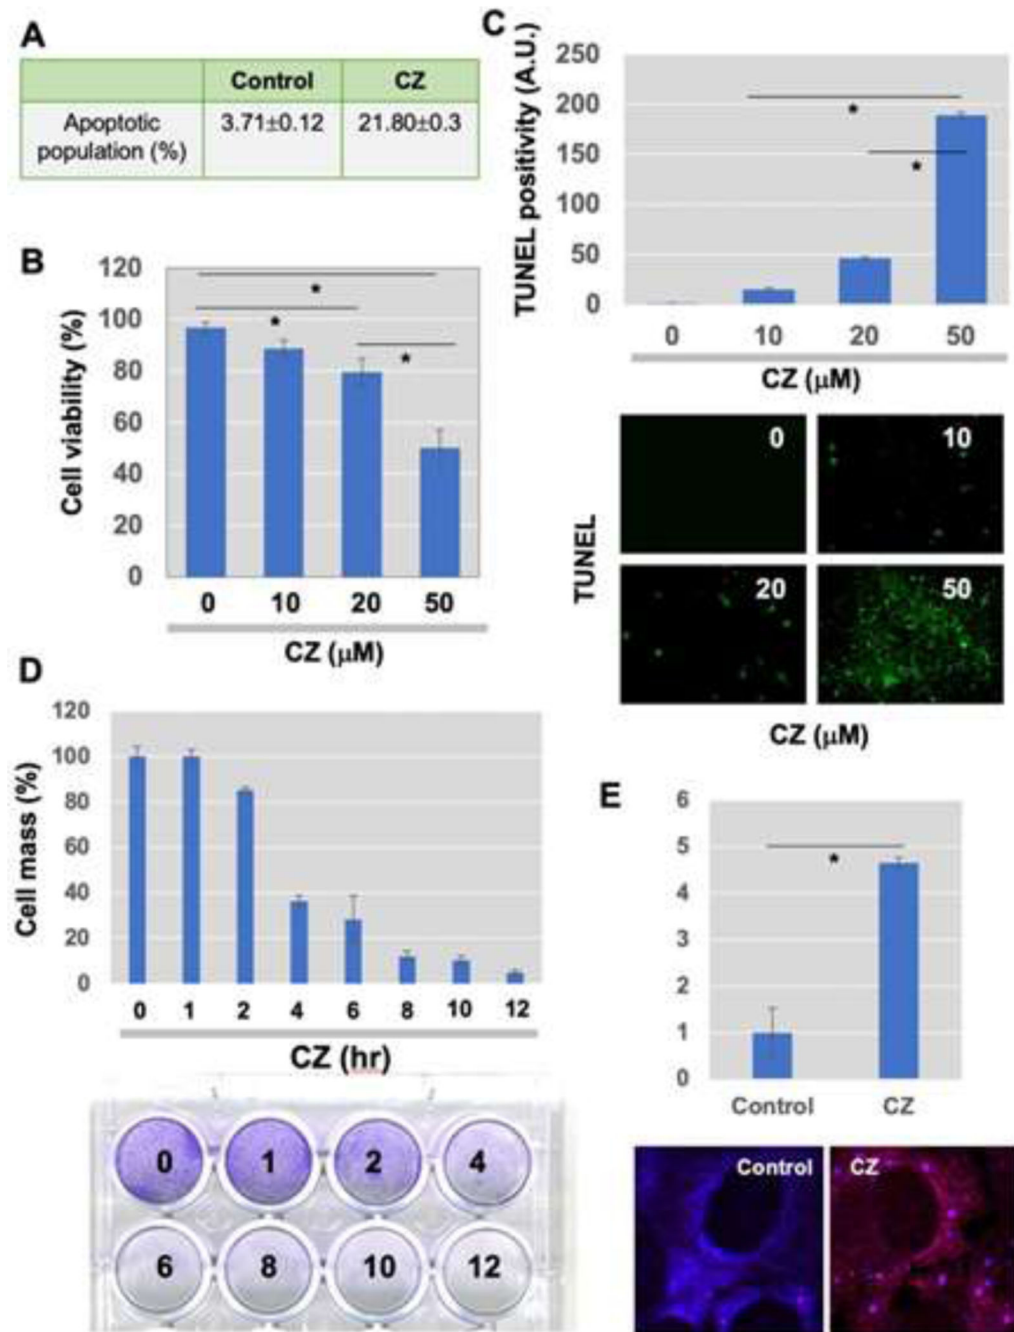 A
Control CZ
Apoptotic population (%) 3.71±0.12 21.80±0.3
B
Cell viability (%)
120
100
80
60
40
20
0
*
*
*
0 10 20 50
CZ (μM)
C
TUNEL positivity (A.U.)
250
200
150
100
50
0
*
*
0 10 20 50
CZ (μM)
TUNEL
0 10
20 50
CZ (μM)
D
Cell mass (%)
120
100
80
60
40
20
0
0 1 2 4 6 8 10 12
CZ (hr)
0 1 2 4
6 8 10 12
E
6
5
4
3
2
1
0
*
Control CZ
Control CZ